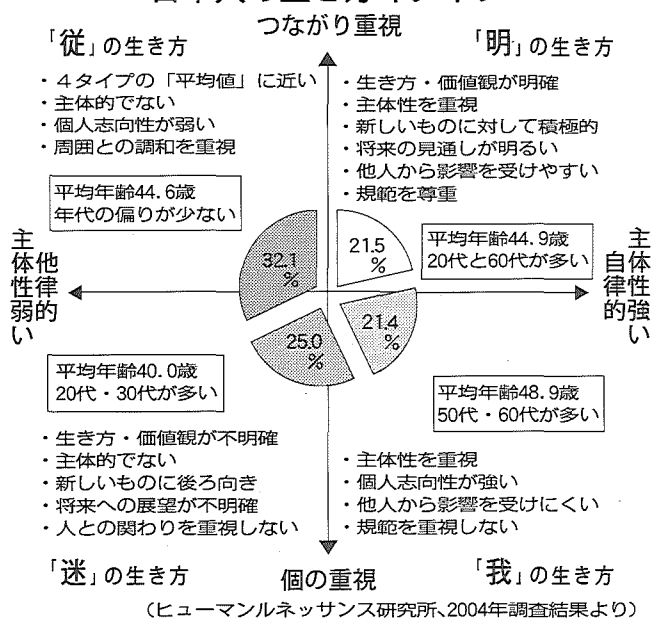 つながり重視
「従」の生き方
・4タイプの「平均値」に近い
・主体的でない
・個人志向性が弱い
・周囲との調和を重視
平均年齢44.6歳
年代の偏りが少ない
「明」の生き方
・生き方・価値観が明確
・主体性を重視
・新しいものに対して積極的
・将来の見通しが明るい
・他人から影響を受けやすい
・規範を尊重
平均年齢44.9歳
20代と60代が多い
主体性弱い
他律的
32.1
%
21.5
%
25.0
%
21.4
%
自律的
主体性強い
平均年齢40.0歳
20代・30代が多い
・生き方・価値観が不明確
・主体的でない
・新しいものに後ろ向き
・将来への展望が不明確
・人との関わりを重視しない
「迷」の生き方
平均年齢48.9歳
50代・60代が多い
・主体性を重視
・個人志向性が強い
・他人から影響を受けにくい
・規範を重視しない
「我」の生き方
個の重視
（ヒューマンルネッサンス研究所、2004年調査結果より）